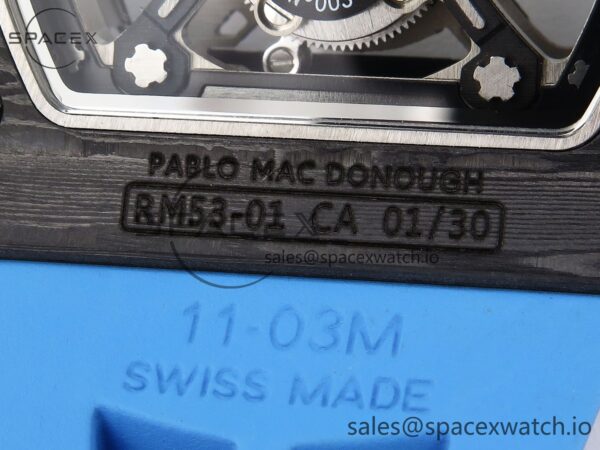 SPACEX
-003
PABLO MAC DONOUGH
RM53-01 CA 01/30
sales@spacexwatch.io
11-03M
SWISS MADE
sales@spacexwatch.io